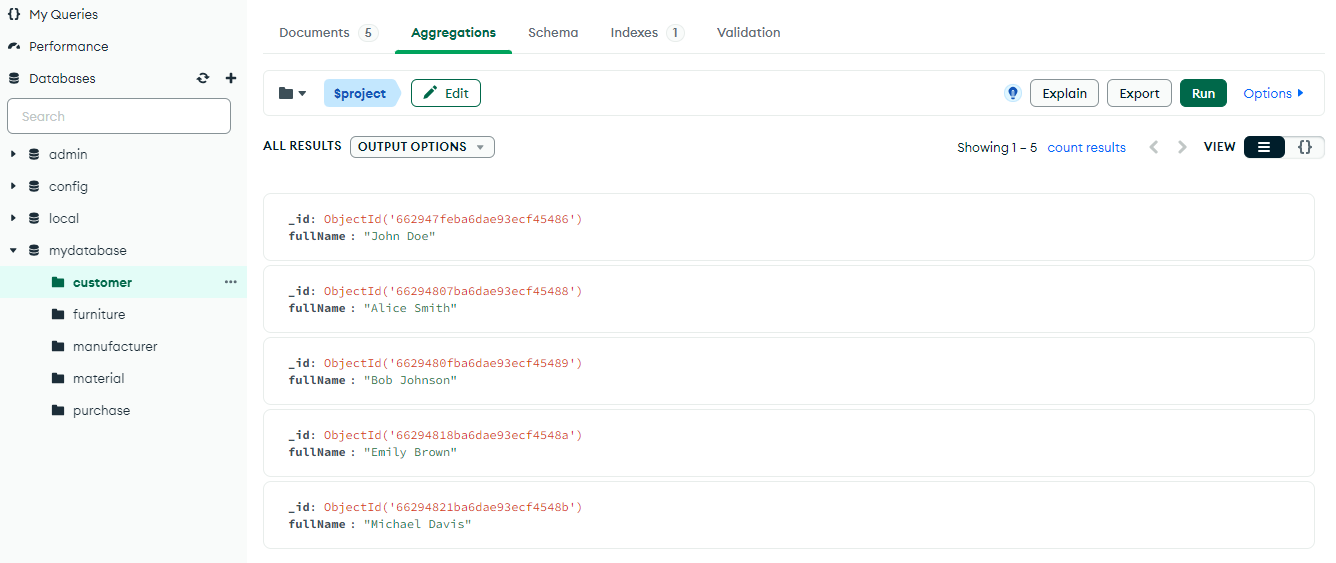 My Queries
Performance
Databases
Search
admin
config
local
mydatabase
customer
furniture
manufacturer
material
purchase
Documents 5 Aggregations Schema Indexes 1 Validation
$project Edit Explain Export Run Options
ALL RESULTS OUTPUT OPTIONS Showing 1 – 5 count results VIEW {}
_id: ObjectId('662947feba6dae93ecf45486')
fullName : "John Doe"
_id: ObjectId('66294807ba6dae93ecf45488')
fullName : "Alice Smith"
_id: ObjectId('6629480fba6dae93ecf45489')
fullName : "Bob Johnson"
_id: ObjectId('66294818ba6dae93ecf4548a')
fullName : "Emily Brown"
_id: ObjectId('66294821ba6dae93ecf4548b')
fullName : "Michael Davis"